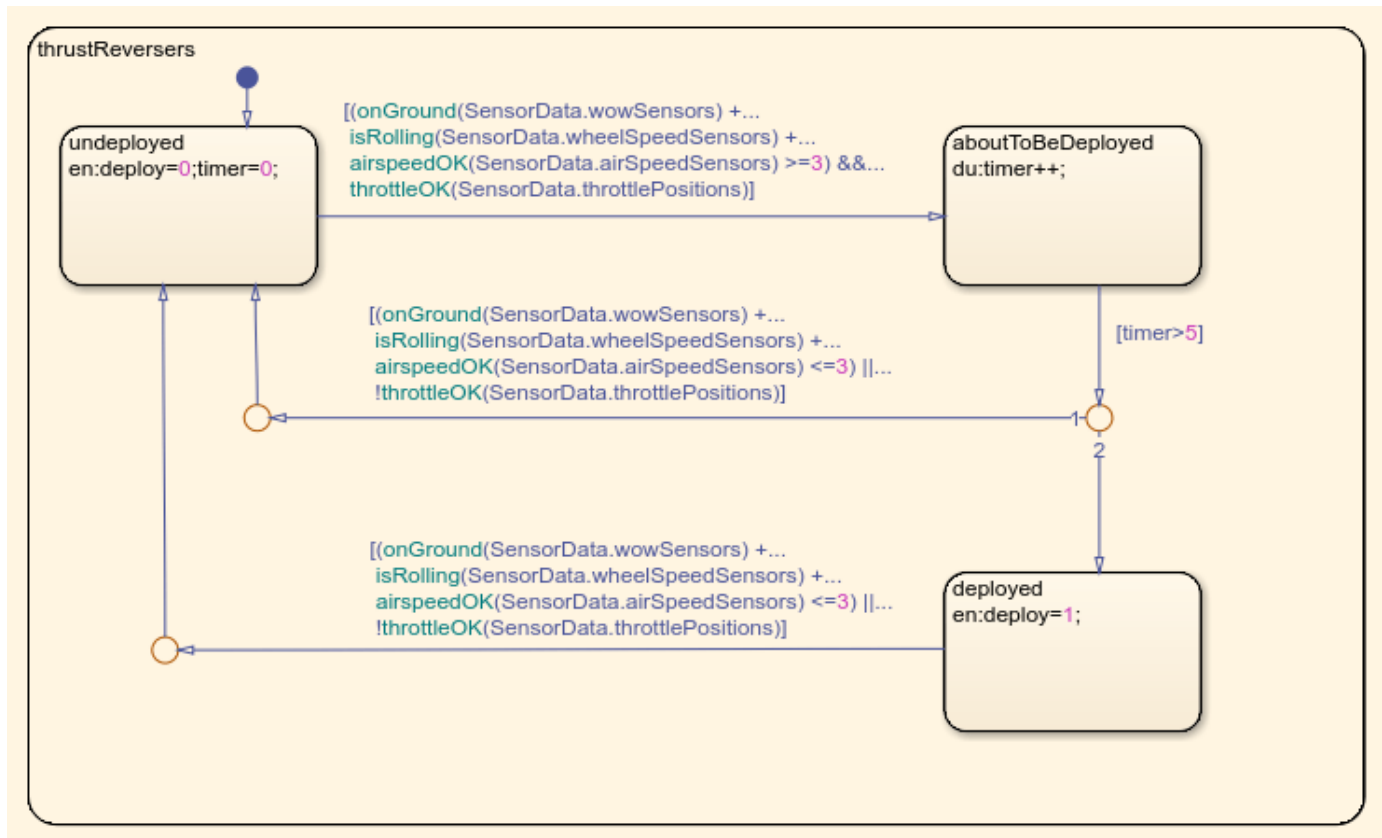 thrustReversers
undeployed
en:deploy=0;timer=0;
[(onGround(SensorData.wowSensors) +...
isRolling(SensorData.wheelSpeedSensors) +...
airspeedOK(SensorData.airSpeedSensors) >=3) &&...
throttleOK(SensorData.throttlePositions)]
aboutToBeDeployed
du:timer++;
[(onGround(SensorData.wowSensors) +...
isRolling(SensorData.wheelSpeedSensors) +...
airspeedOK(SensorData.airSpeedSensors) <=3) ||...
!throttleOK(SensorData.throttlePositions)]
[timer>5]
1
2
[(onGround(SensorData.wowSensors) +...
isRolling(SensorData.wheelSpeedSensors) +...
airspeedOK(SensorData.airSpeedSensors) <=3) ||...
!throttleOK(SensorData.throttlePositions)]
deployed
en:deploy=1;